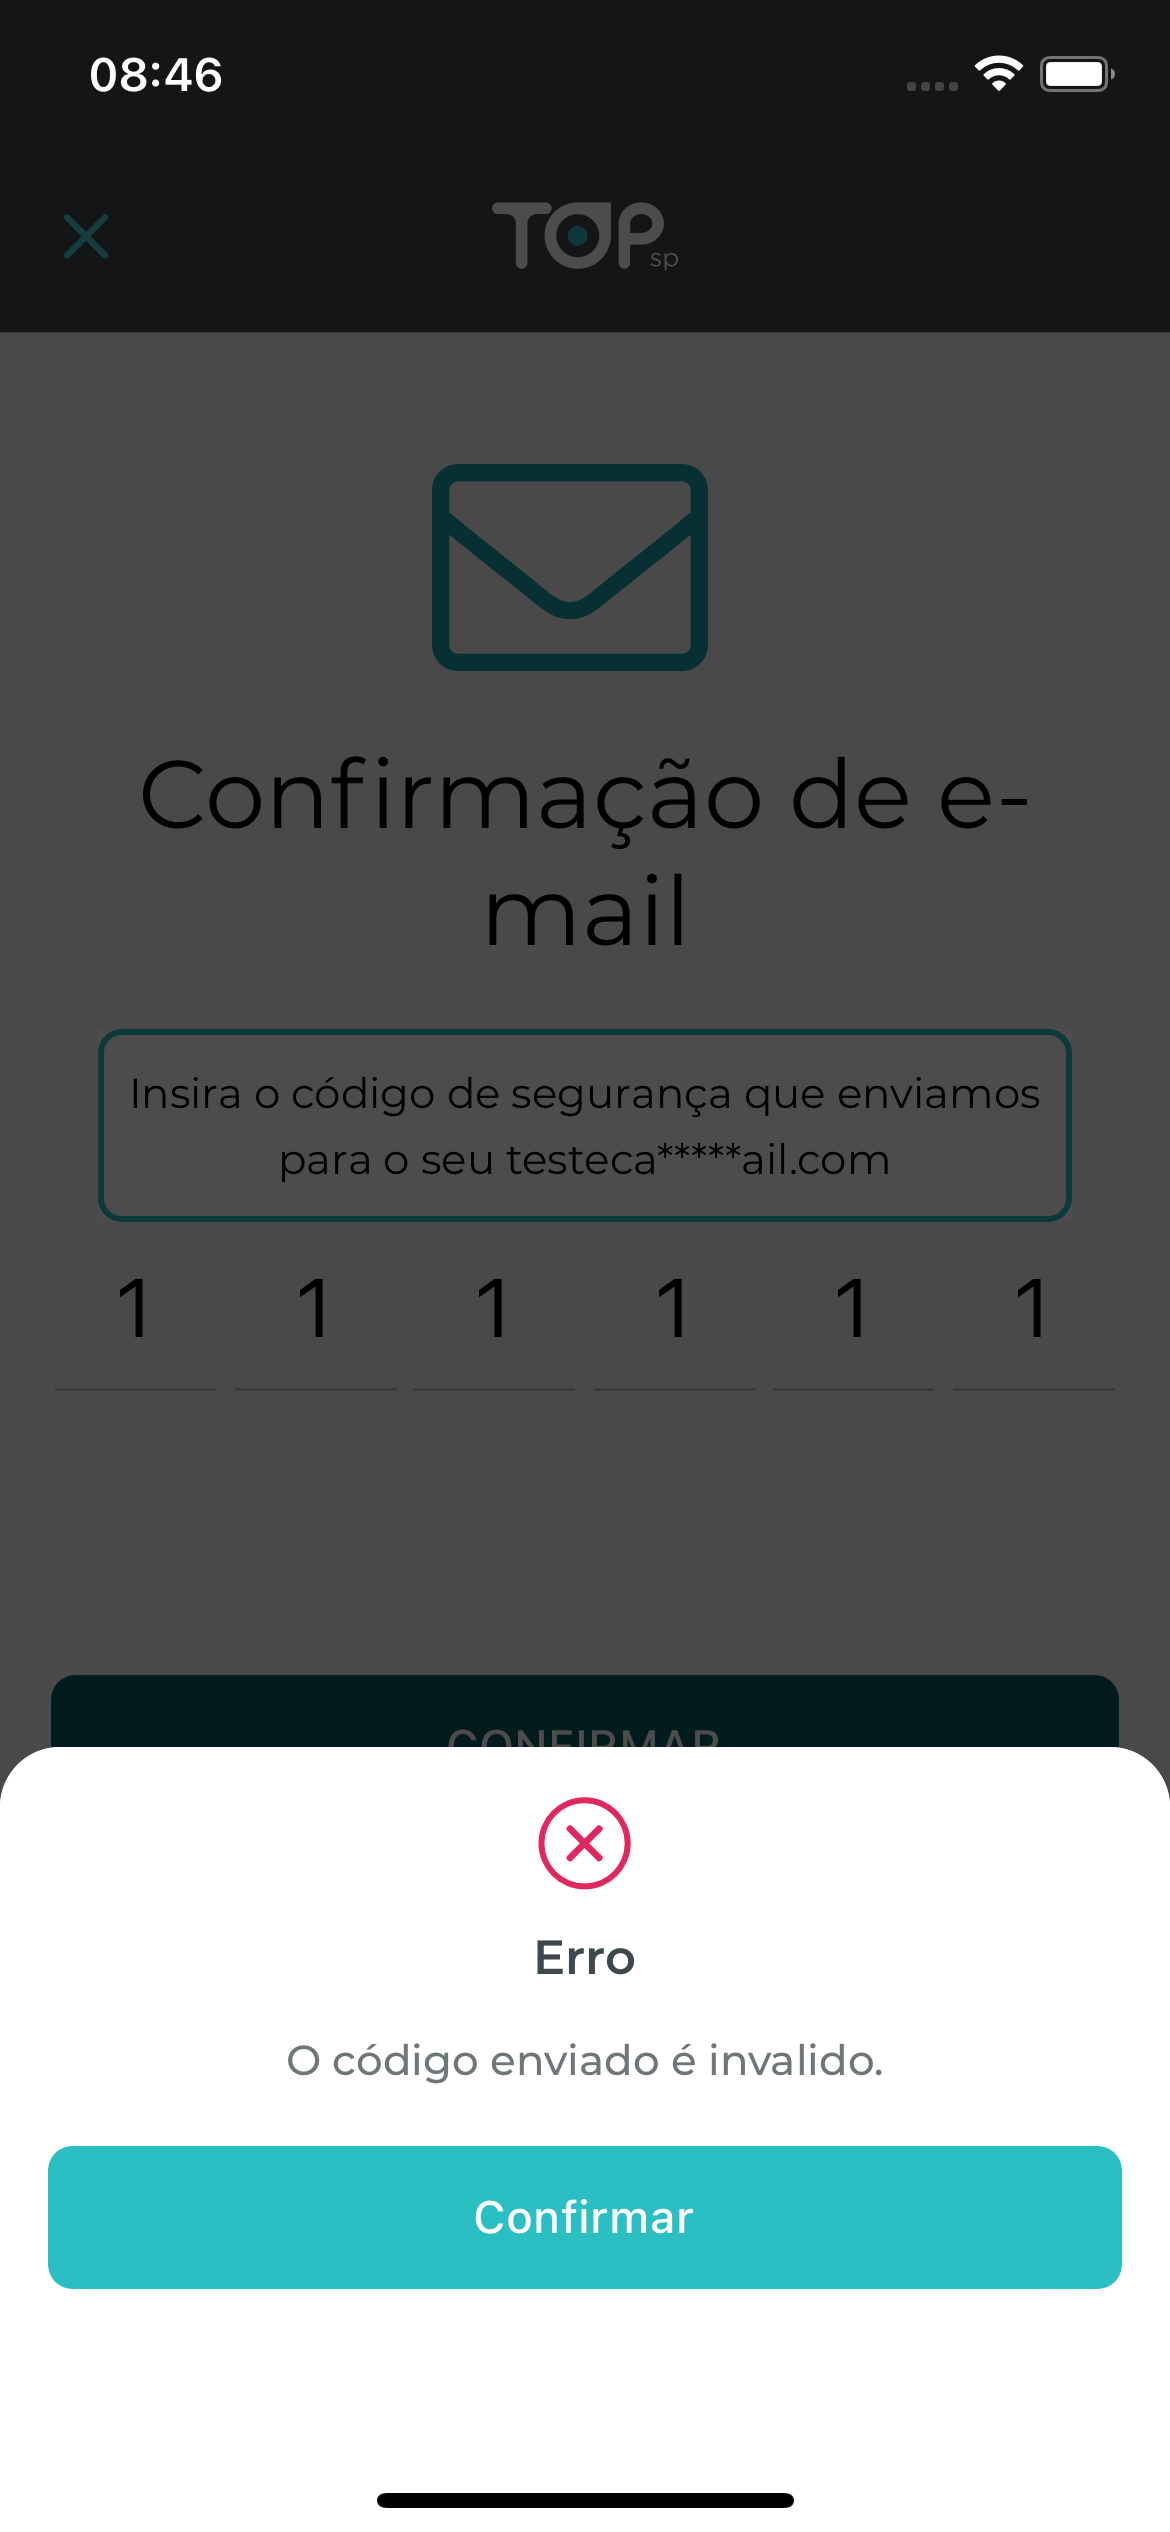 08:46
TOP
sp
Confirmação de e-
mail
Insira o código de segurança que enviamos
para o seu testeca*****ail.com
1 1 1 1 1 1
CONFIRMAR
Erro
O código enviado é invalido.
Confirmar